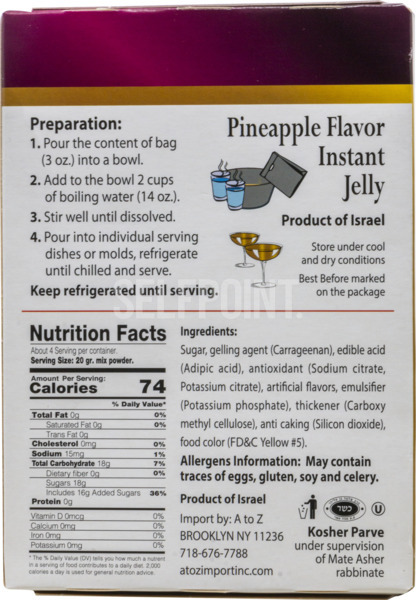 Preparation:
1. Pour the content of bag
(3 oz.) into a bowl.
2. Add to the bowl 2 cups
of boiling water (14 oz.).
3. Stir well until dissolved.
4. Pour into individual serving
dishes or molds, refrigerate
until chilled and serve.
Keep refrigerated until serving.
Pineapple Flavor
Instant
Jelly
Product of Israel
Store under cool
and dry conditions
Best Before marked
on the package
SELFPOINT.
Nutrition Facts
About 4 Serving per container.
Serving Size: 20 gr. mix powder.
Amount Per Serving:
Calories 74
% Daily Value*
Total Fat 0g 0%
Saturated Fat 0g 0%
Trans Fat 0g
Cholesterol 0mg 0%
Sodium 15mg 1%
Total Carbohydrate 18g 7%
Dietary fiber 0g 0%
Sugars 18g
Includes 16g Added Sugars 36%
Protein 0g
Vitamin D 0mcg 0%
Calcium 0mg 0%
Iron 0mg 0%
Potassium 0mg 0%
* The % Daily Value (DV) tells you how much a nutrient
in a serving of food contributes to a daily diet. 2,000
calories a day is used for general nutrition advice.
Ingredients:
Sugar, gelling agent (Carrageenan), edible acid
(Adipic acid), antioxidant (Sodium citrate,
Potassium citrate), artificial flavors, emulsifier
(Potassium phosphate), thickener (Carboxy
methyl cellulose), anti caking (Silicon dioxide),
food color (FD&C Yellow #5).
Allergens Information: May contain
traces of eggs, gluten, soy and celery.
Product of Israel
Import by: A to Z
BROOKLYN NY 11236
718-676-7788
atozimportinc.com
כשר
U
Kosher Parve
under supervision
of Mate Asher
rabbinate